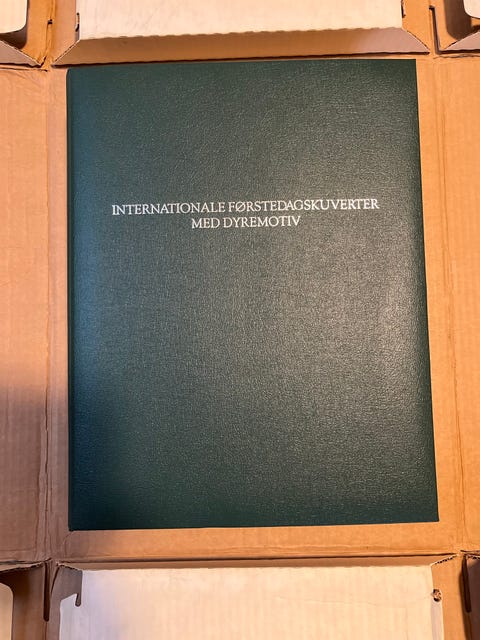 INTERNATIONALE FØRSTEDAGSKUVERTER
MED DYREMOTIV